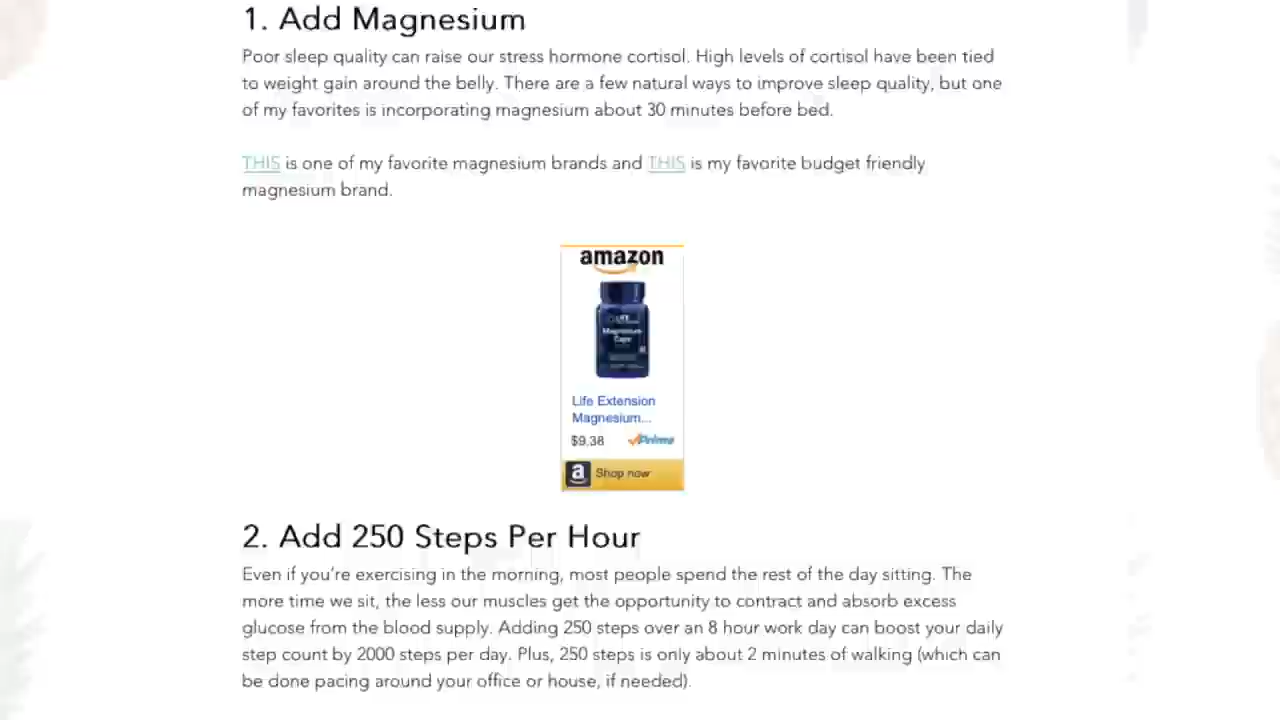 1. Add Magnesium
Poor sleep quality can raise our stress hormone cortisol. High levels of cortisol have been tied
to weight gain around the belly. There are a few natural ways to improve sleep quality, but one
of my favorites is incorporating magnesium about 30 minutes before bed.
THIS is one of my favorite magnesium brands and THIS is my favorite budget friendly
magnesium brand.
amazon
LIFE
Magnesium
Caps
Life Extension
Magnesium...
$9.38 Prime
a Shop now
2. Add 250 Steps Per Hour
Even if you're exercising in the morning, most people spend the rest of the day sitting. The
more time we sit, the less our muscles get the opportunity to contract and absorb excess
glucose from the blood supply. Adding 250 steps over an 8 hour work day can boost your daily
step count by 2000 steps per day. Plus, 250 steps is only about 2 minutes of walking (which can
be done pacing around your office or house, if needed).